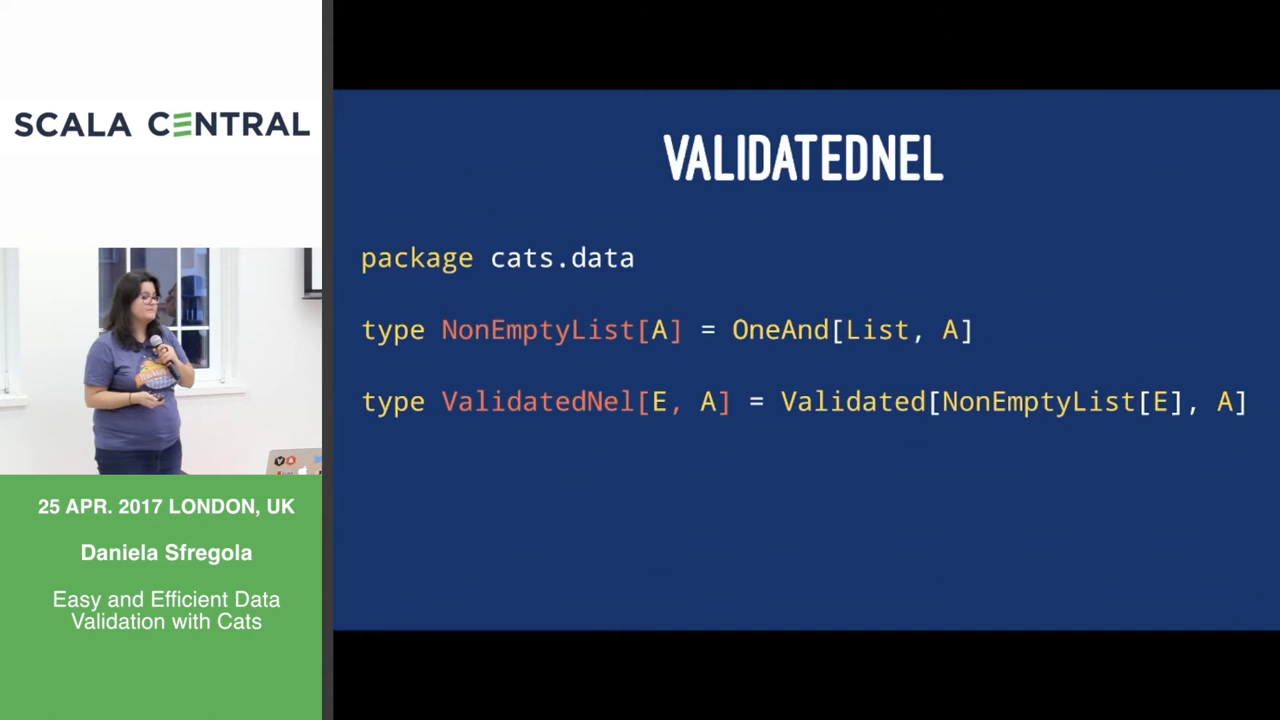 SCALA CENTRAL
25 APR. 2017 LONDON, UK
Daniela Sfregola
Easy and Efficient Data
Validation with Cats
VALIDATEDNEL
package cats.data
type NonEmptyList[A] = OneAnd[List, A]
type ValidatedNel[E, A] = Validated[NonEmptyList[E], A]